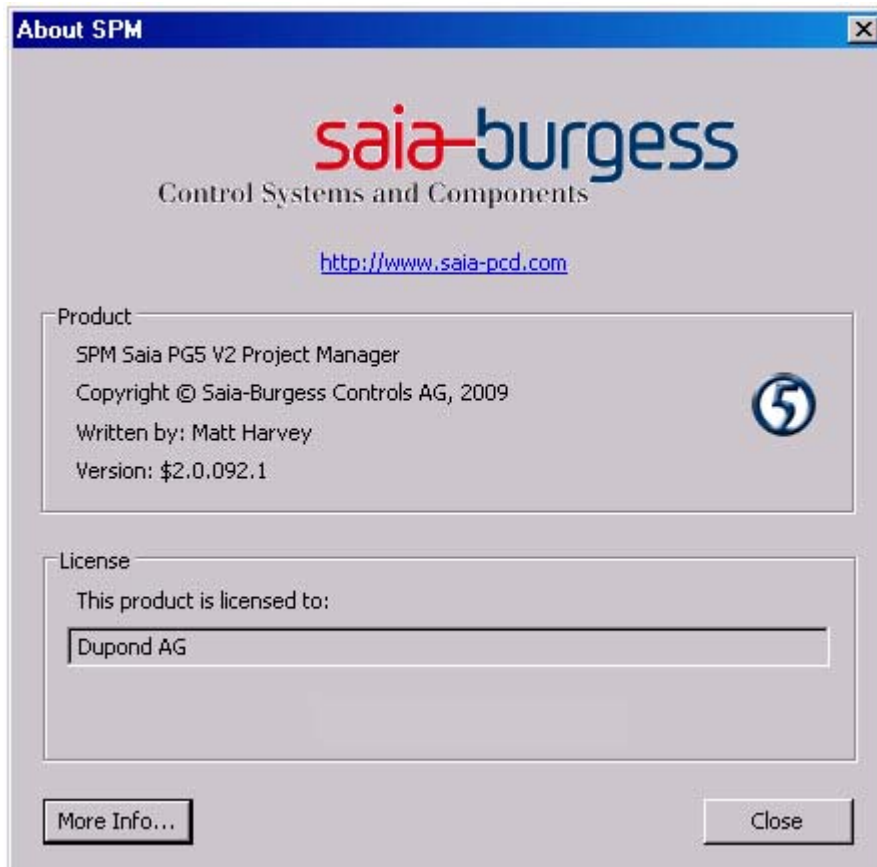 About SPM
saia-burgess
Control Systems and Components
http://www.saia-pcd.com
Product
SPM Saia PG5 V2 Project Manager
Copyright © Saia-Burgess Controls AG, 2009
Written by: Matt Harvey
Version: $2.0.092.1
5
License
This product is licensed to:
Dupond AG
More Info...
Close